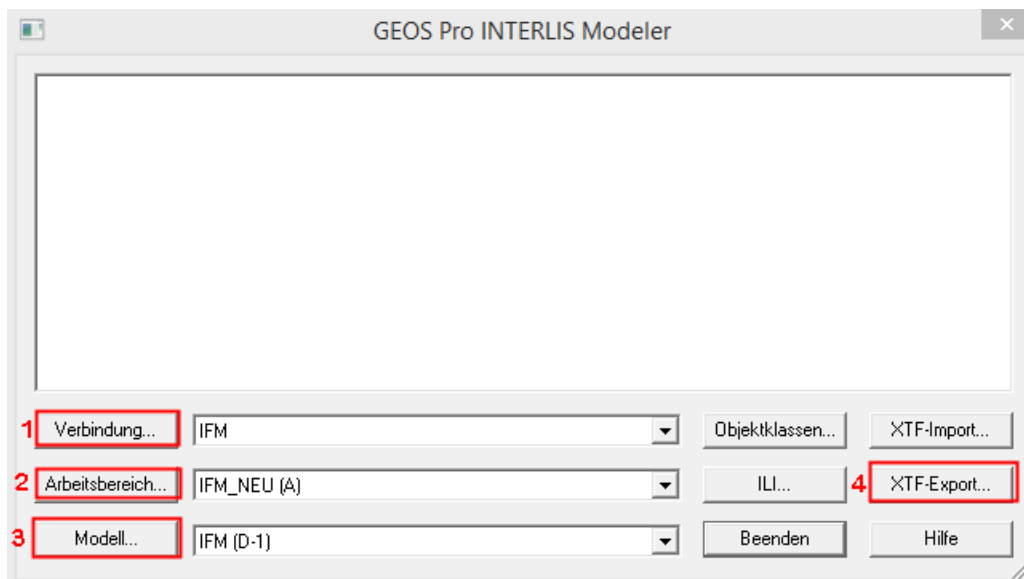 GEOS Pro INTERLIS Modeler
1 Verbindung... IFM Objektklassen... XTF-Import...
2 Arbeitsbereich... IFM_NEU (A) ILI... 4 XTF-Export...
3 Modell... IFM (D-1) Beenden Hilfe